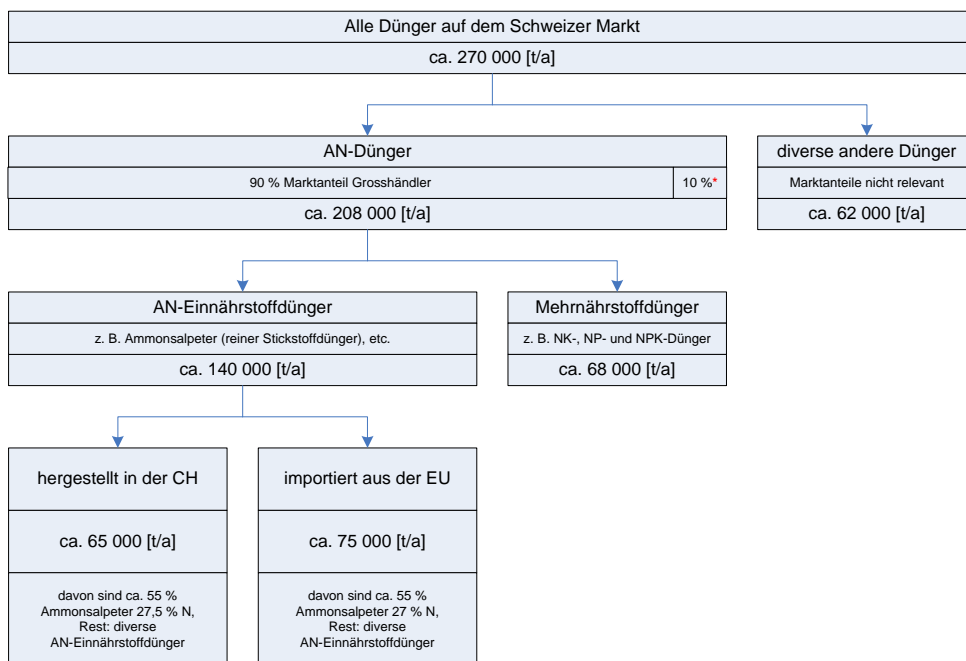 Alle Dünger auf dem Schweizer Markt
ca. 270 000 [t/a]
AN-Dünger
90 % Marktanteil Grosshändler
10 %*
ca. 208 000 [t/a]
diverse andere Dünger
Marktanteile nicht relevant
ca. 62 000 [t/a]
AN-Einnährstoffdünger
z. B. Ammonsalpeter (reiner Stickstoffdünger), etc.
ca. 140 000 [t/a]
Mehrnährstoffdünger
z. B. NK-, NP- und NPK-Dünger
ca. 68 000 [t/a]
hergestellt in der CH
ca. 65 000 [t/a]
davon sind ca. 55 %
Ammonsalpeter 27,5 % N,
Rest: diverse
AN-Einnährstoffdünger
importiert aus der EU
ca. 75 000 [t/a]
davon sind ca. 55 %
Ammonsalpeter 27 % N,
Rest: diverse
AN-Einnährstoffdünger